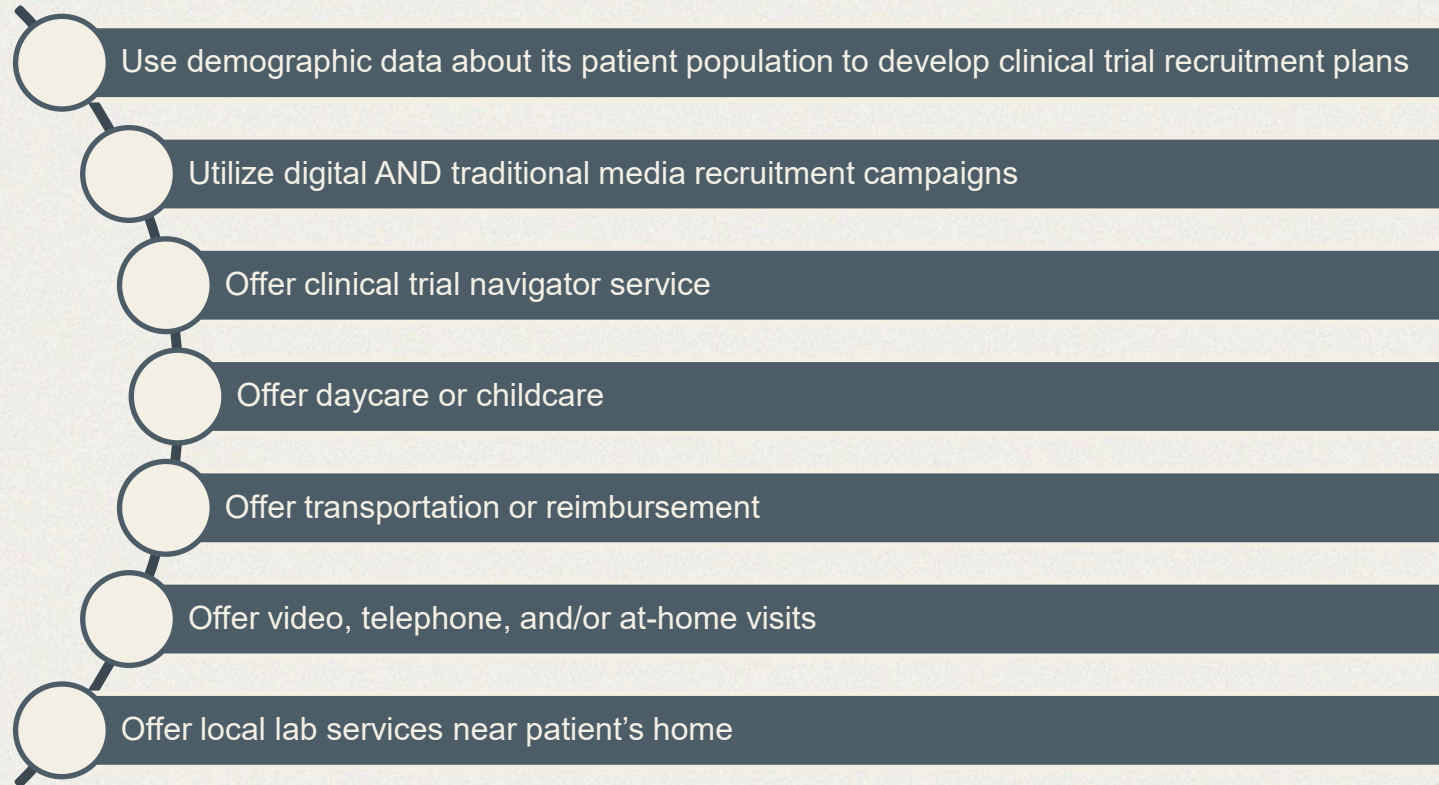 Use demographic data about its patient population to develop clinical trial recruitment plans
Utilize digital AND traditional media recruitment campaigns
Offer clinical trial navigator service
Offer daycare or childcare
Offer transportation or reimbursement
Offer video, telephone, and/or at-home visits
Offer local lab services near patient’s home